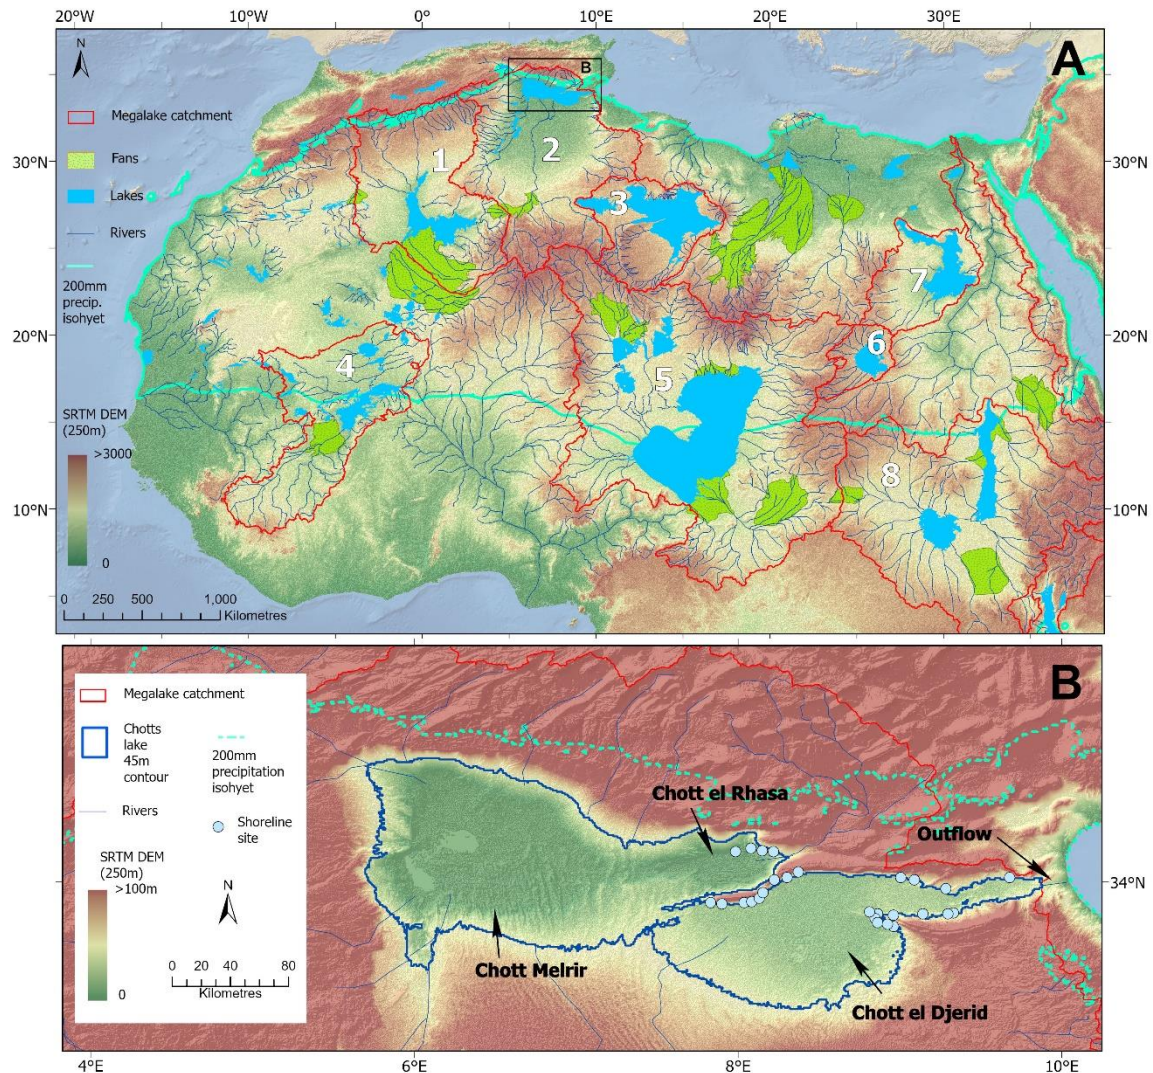 20°W
10°W
0°
10°E
20°E
30°E
N
B
A
Megalake catchment
Fans
Lakes
Rivers
200mm
precip.
isohyet
30°N
30°N
20°N
20°N
10°N
10°N
1
2
3
4
5
6
7
8
SRTM DEM
(250m)
>3000
0
0 250 500 1,000
Kilometres
B
Megalake catchment
Chotts
lake
45m
contour
200mm
precipitation
isohyet
Rivers
Shoreline
site
SRTM DEM
(250m)
>100m
0
N
0 20 40 80
Kilometres
Chott el Rhasa
Outflow
34°N
Chott Melrir
Chott el Djerid
4°E
6°E
8°E
10°E